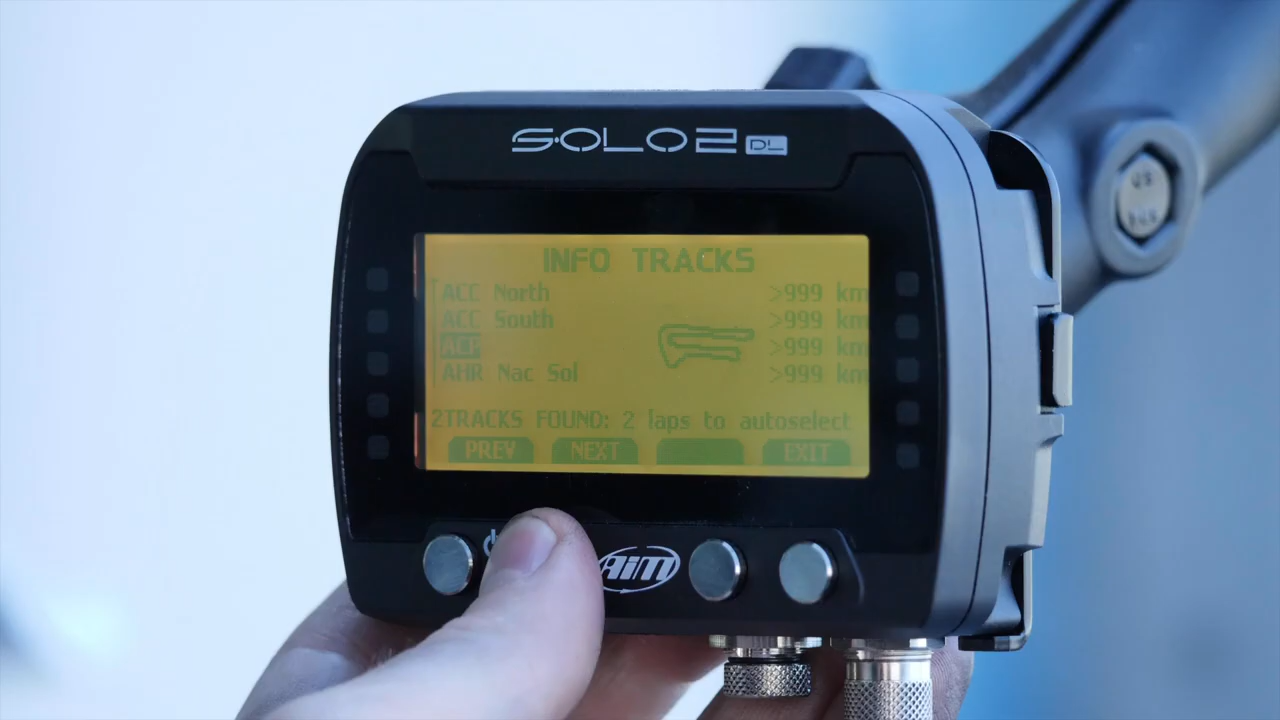 SOLO2 DL
INFO TRACKS
ACC North >999 km
ACC South >999 km
ACP >999 km
AHR Nac Sol >999 km
2TRACKS FOUND: 2 laps to autoselect
PREV NEXT EXIT
AiM